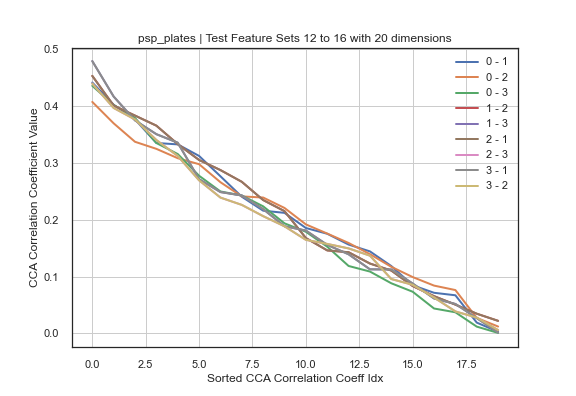 psp_plates | Test Feature Sets 12 to 16 with 20 dimensions
CCA Correlation Coefficient Value
0.5
0.4
0.3
0.2
0.1
0.0
0 - 1
0 - 2
0 - 3
1 - 2
1 - 3
2 - 1
2 - 3
3 - 1
3 - 2
0.0 2.5 5.0 7.5 10.0 12.5 15.0 17.5
Sorted CCA Correlation Coeff Idx